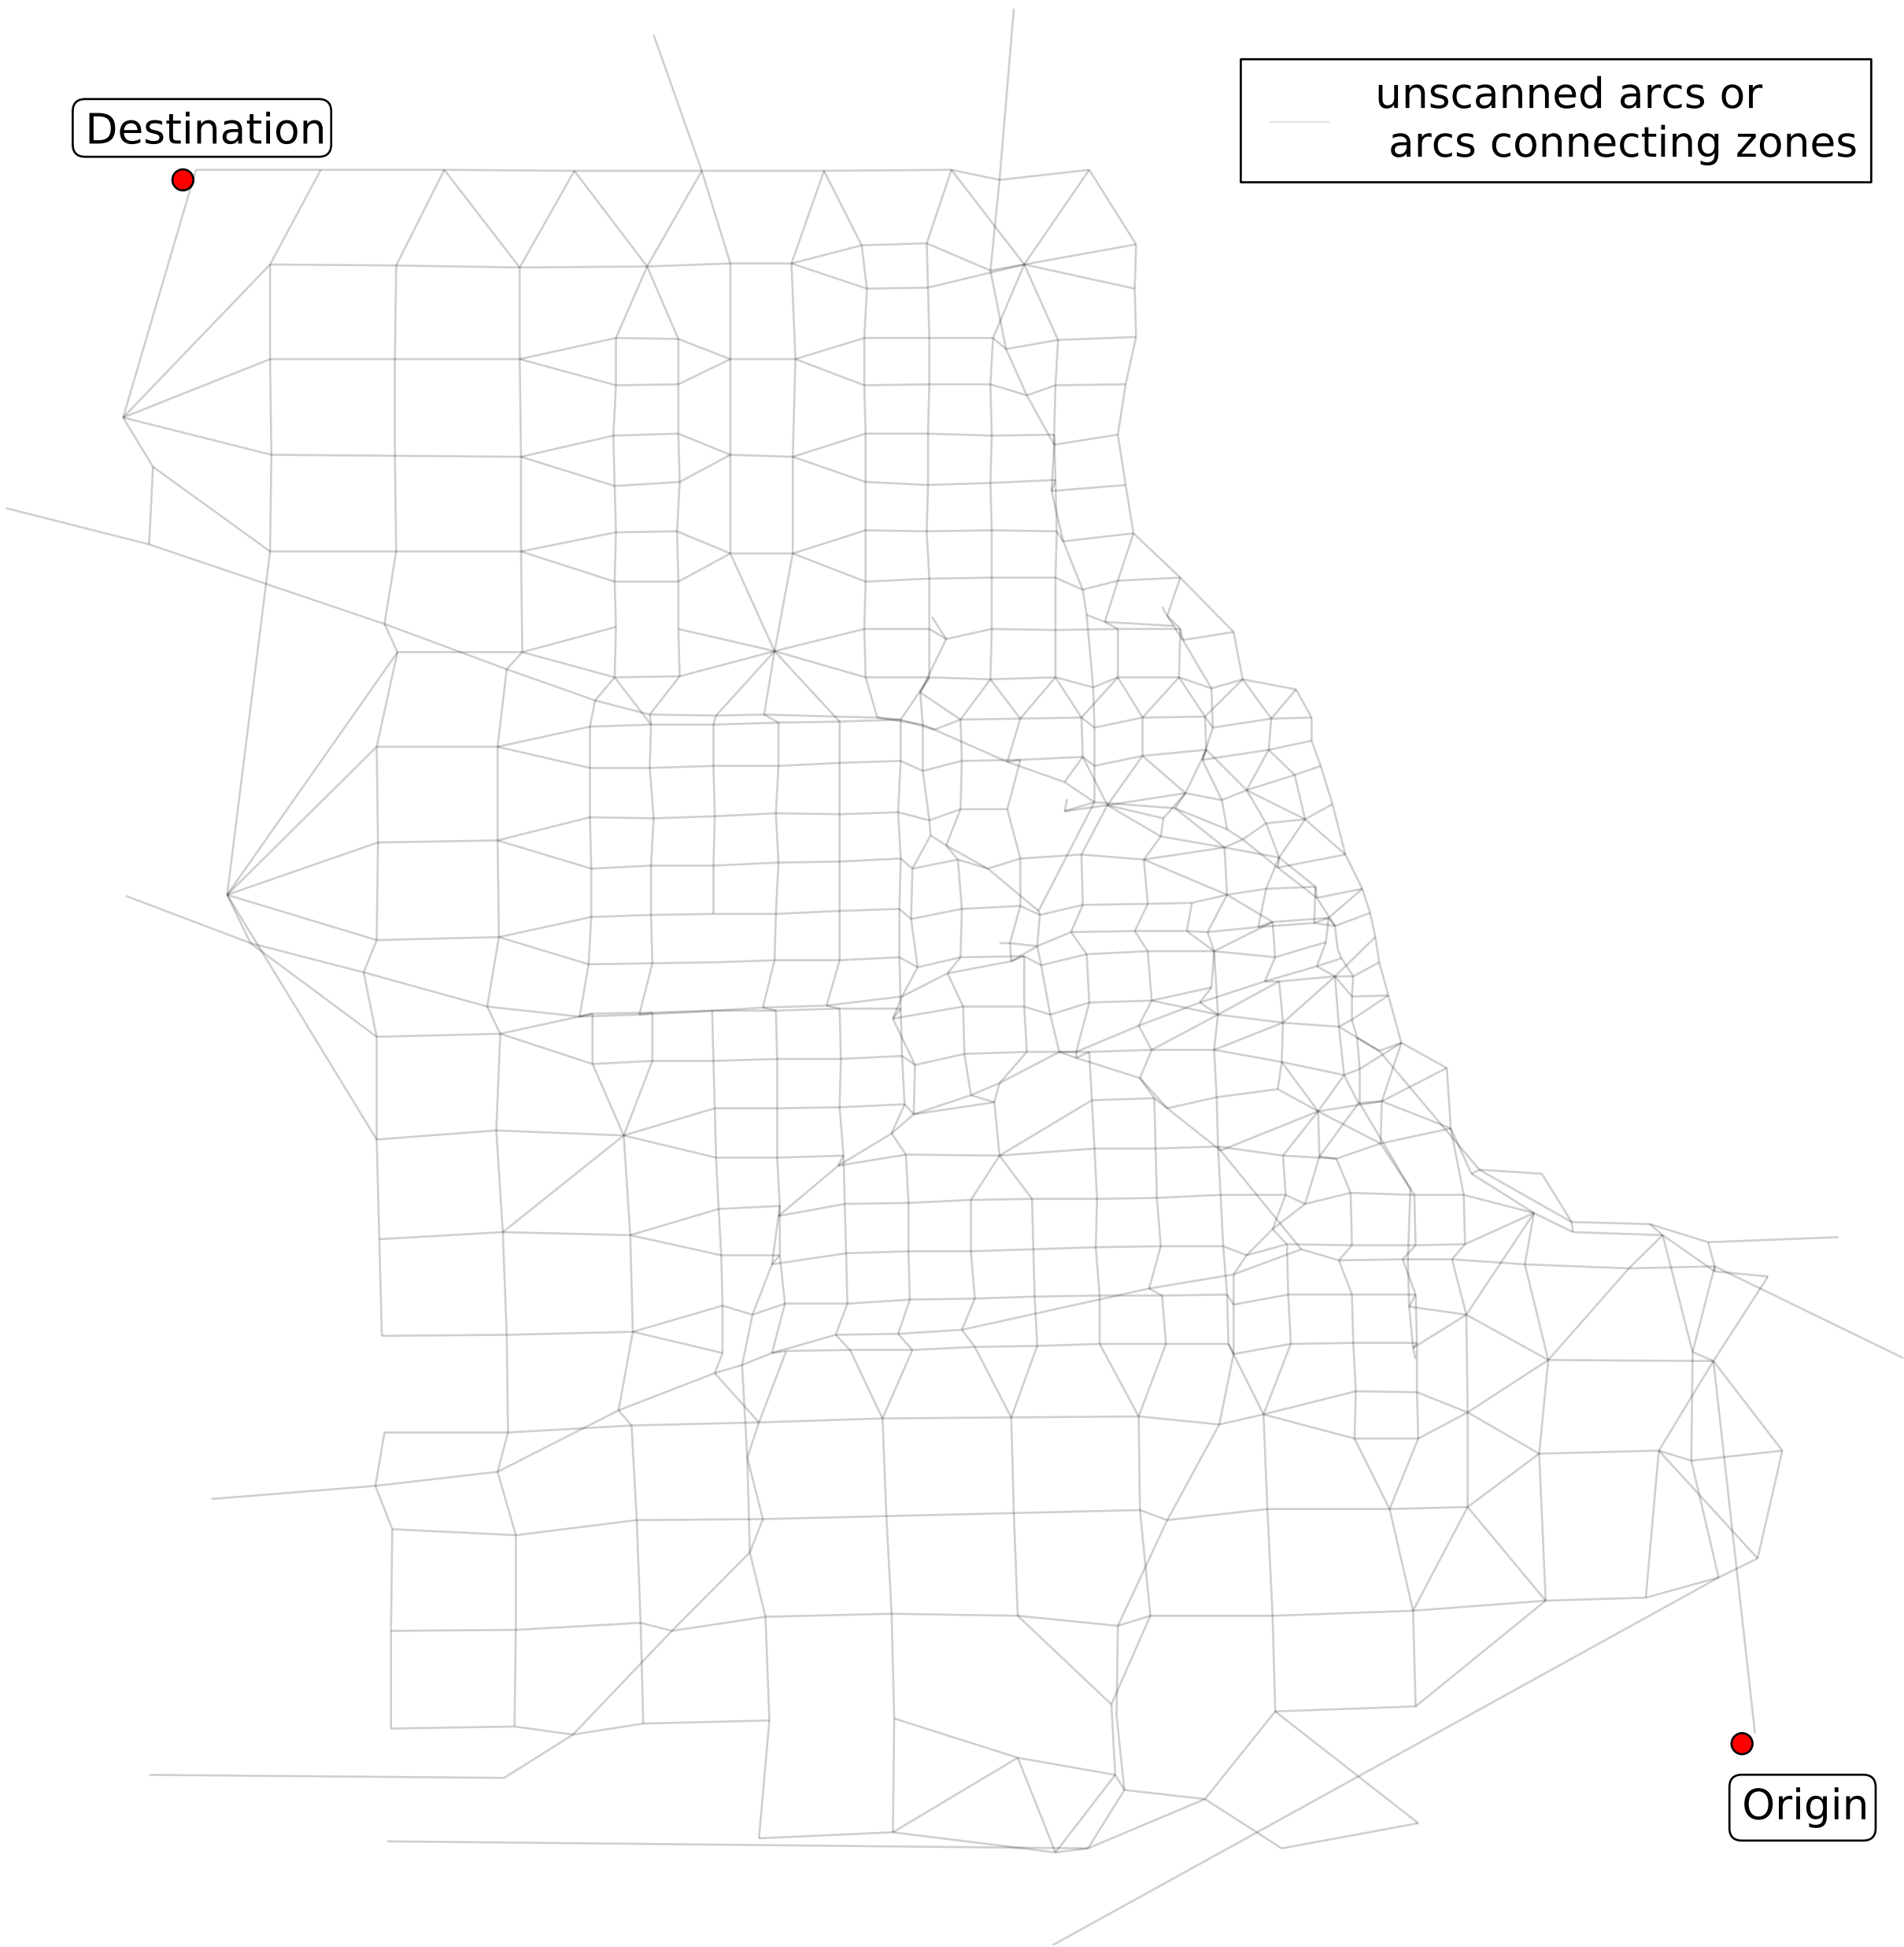 Destination
unscanned arcs or
arcs connecting zones
Origin